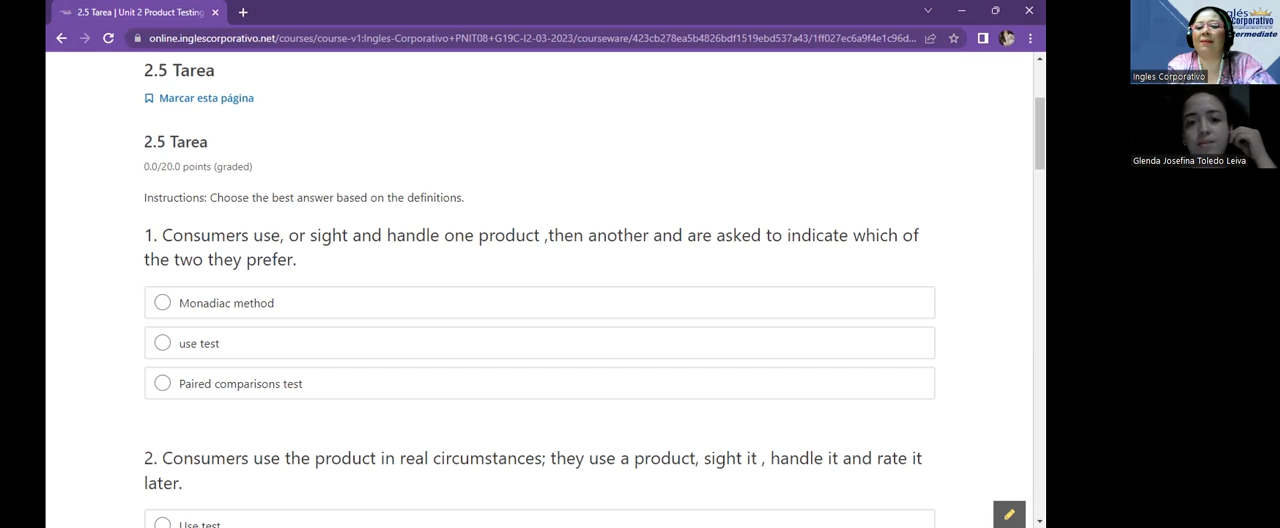 2.5 Tarea | Unit 2 Product Testing
online.inglescorporativo.net/courses/course-v1:Ingles-Corporativo+PNIT08+G19C-I2-03-2023/courseware/423cb278ea5b4826bdf1519ebd537a43/1ff027ec6a9f4e1c96d...
2.5 Tarea
Marcar esta página
2.5 Tarea
0.0/20.0 points (graded)
Instructions: Choose the best answer based on the definitions.
1. Consumers use, or sight and handle one product ,then another and are asked to indicate which of
the two they prefer.
Monadiac method
use test
Paired comparisons test
2. Consumers use the product in real circumstances; they use a product, sight it , handle it and rate it
later.
Use test
glés
Corporativo
termediate
Ingles Corporativo
Glenda Josefina Toledo Leiva